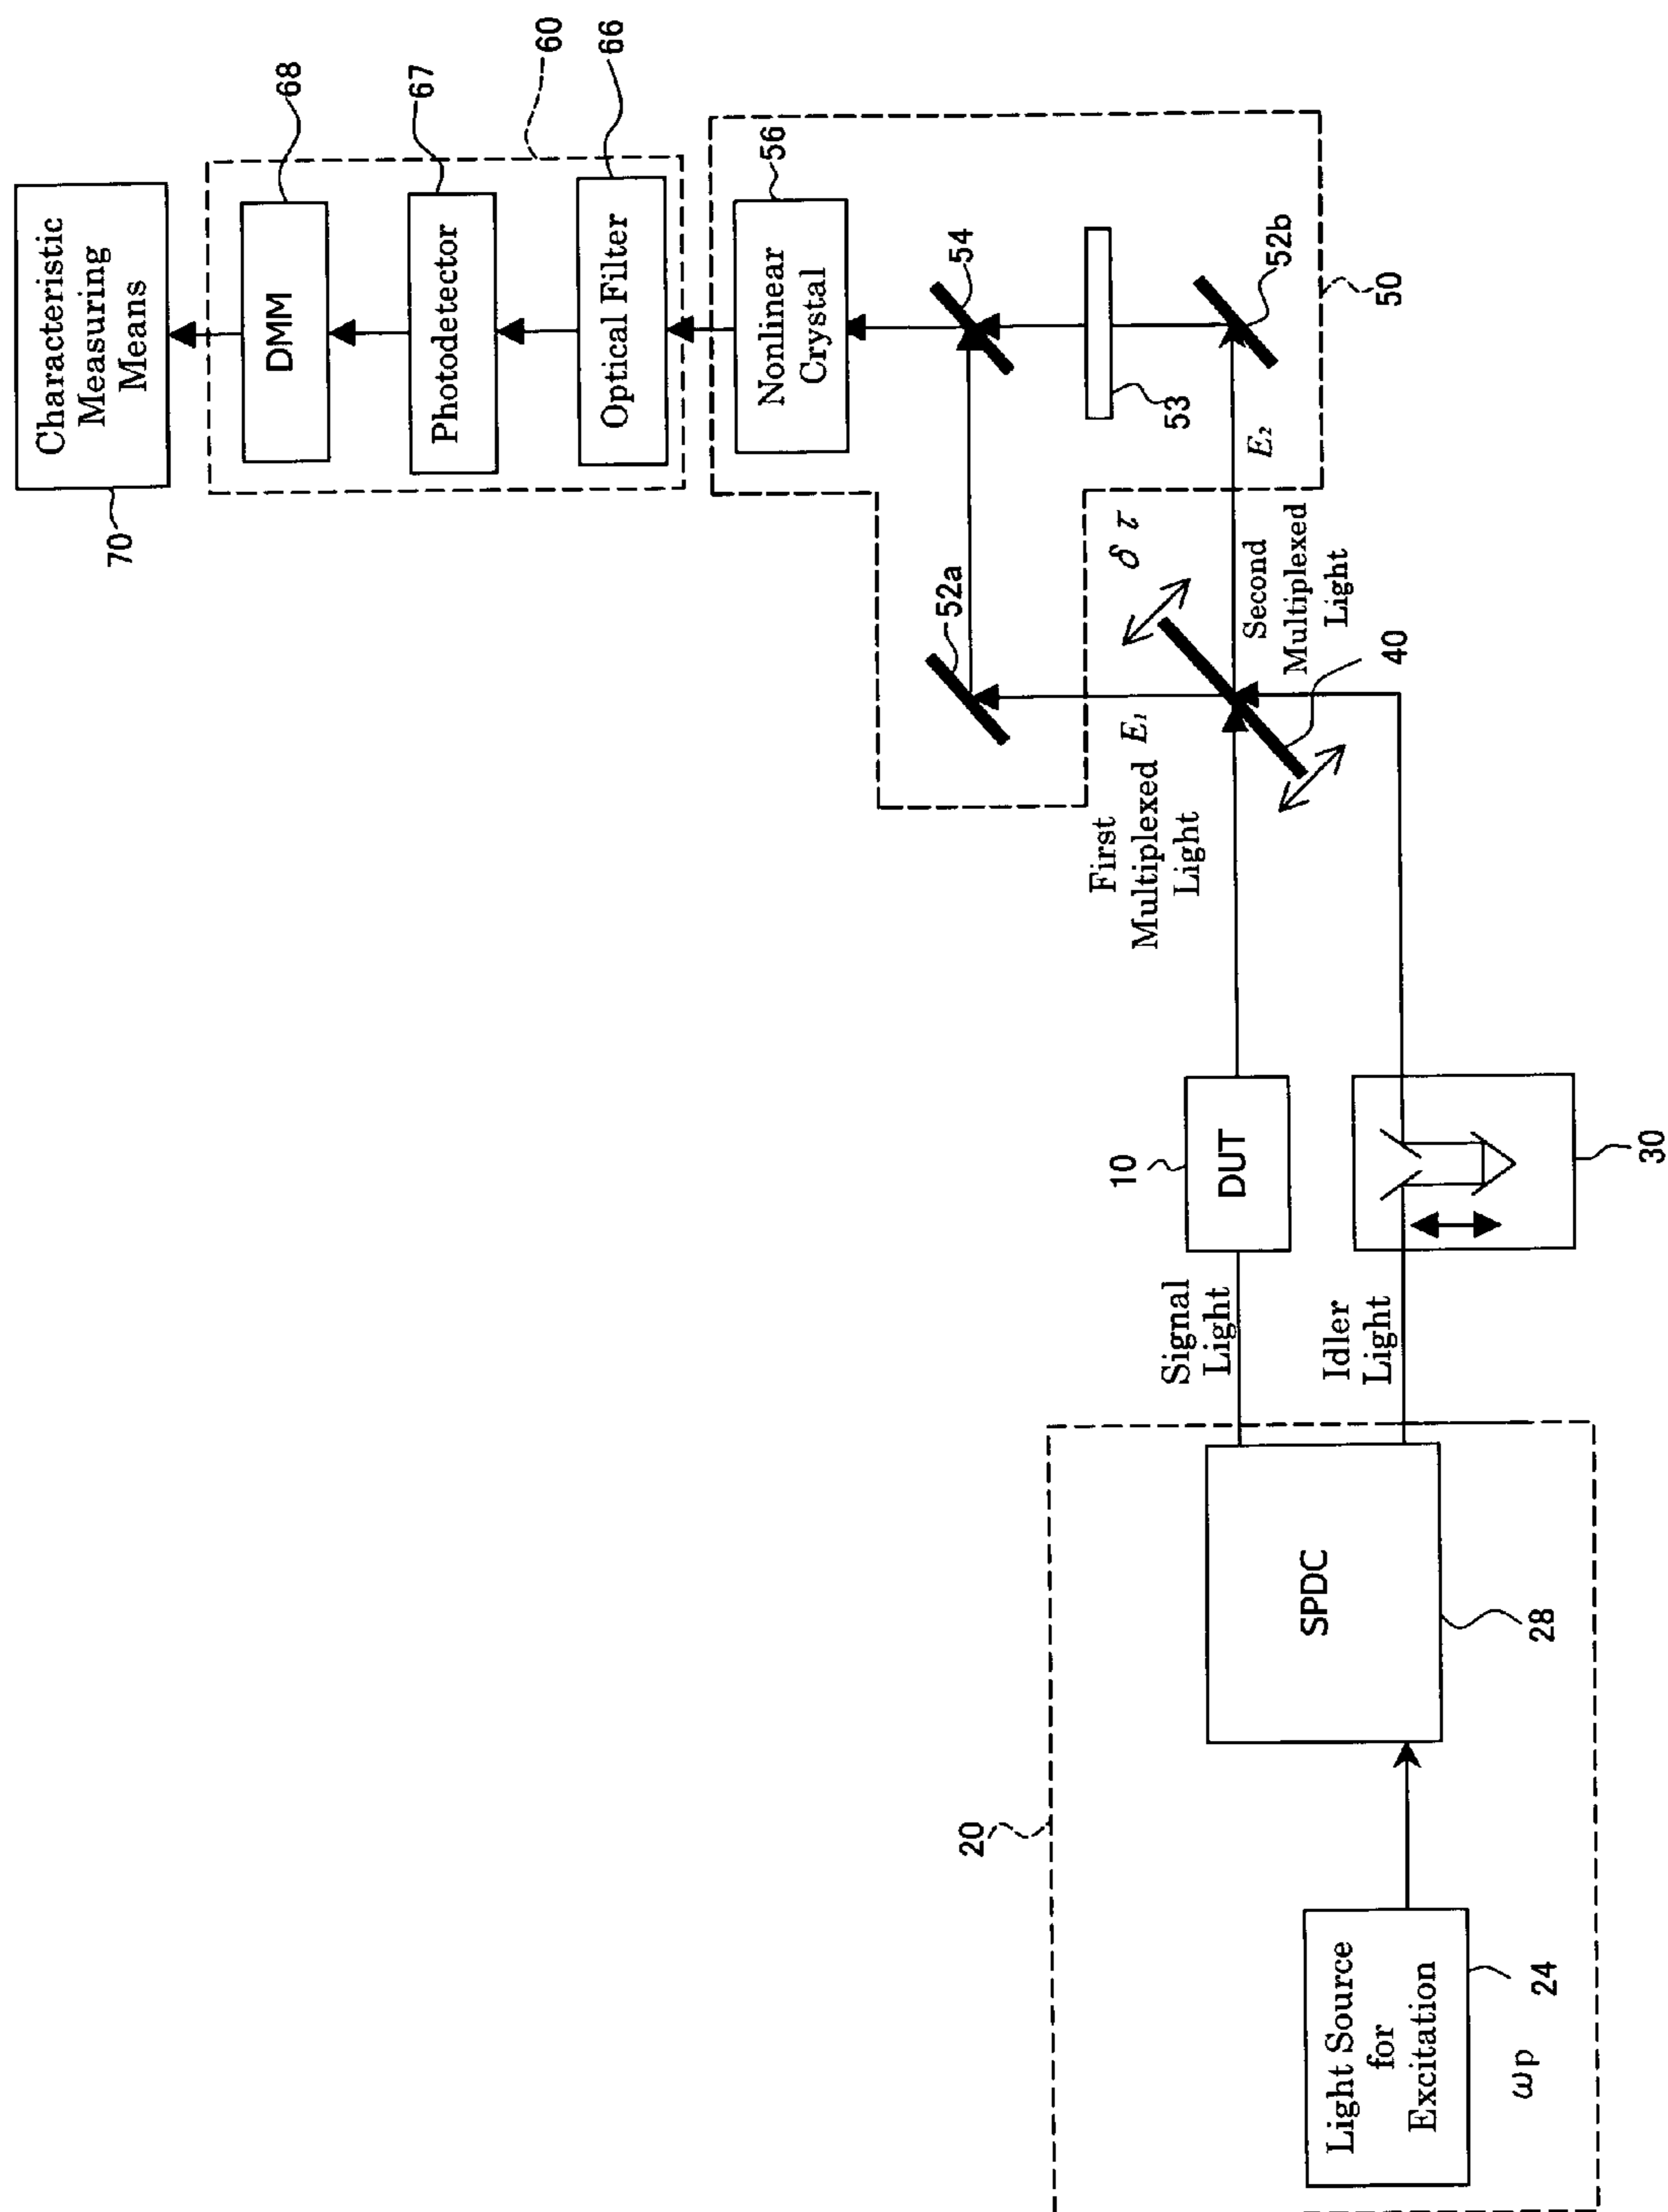 Characteristic
Measuring
Means
70
DMM
68
Photodetector
67
60
Optical Filter
66
Nonlinear
Crystal
56
54
52a
53
52b
50
E₂
δ τ
First
Multiplexed E₁
Light
Second
Multiplexed
Light
40
10
DUT
30
Signal
Light
Idler
Light
20
SPDC
28
Light Source
for
Excitation
24
ωp